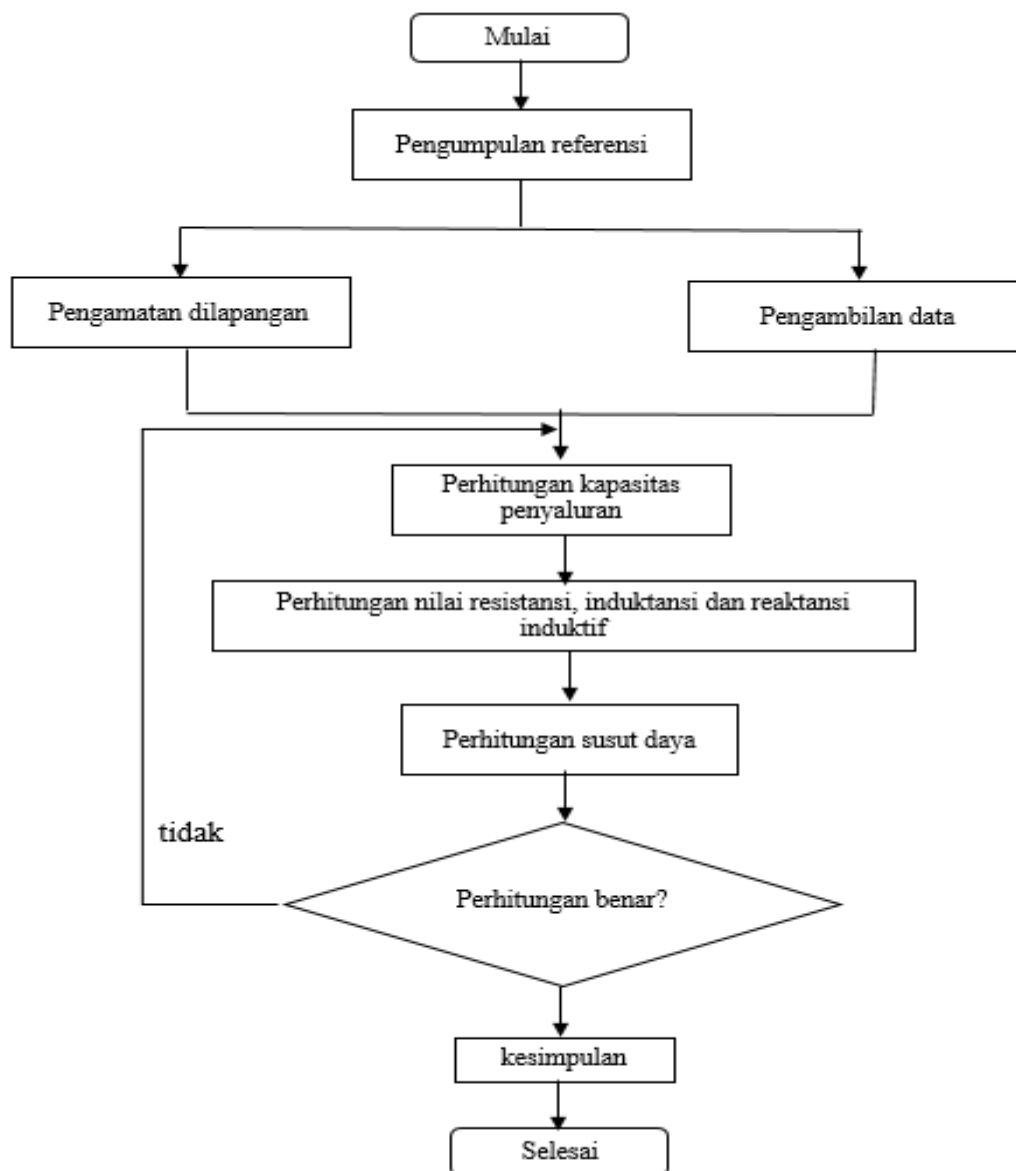 Mulai
Pengumpulan referensi
Pengamatan dilapangan
Pengambilan data
Perhitungan kapasitas
penyaluran
Perhitungan nilai resistansi, induktansi dan reaktansi
induktif
Perhitungan susut daya
tidak
Perhitungan benar?
kesimpulan
Selesai